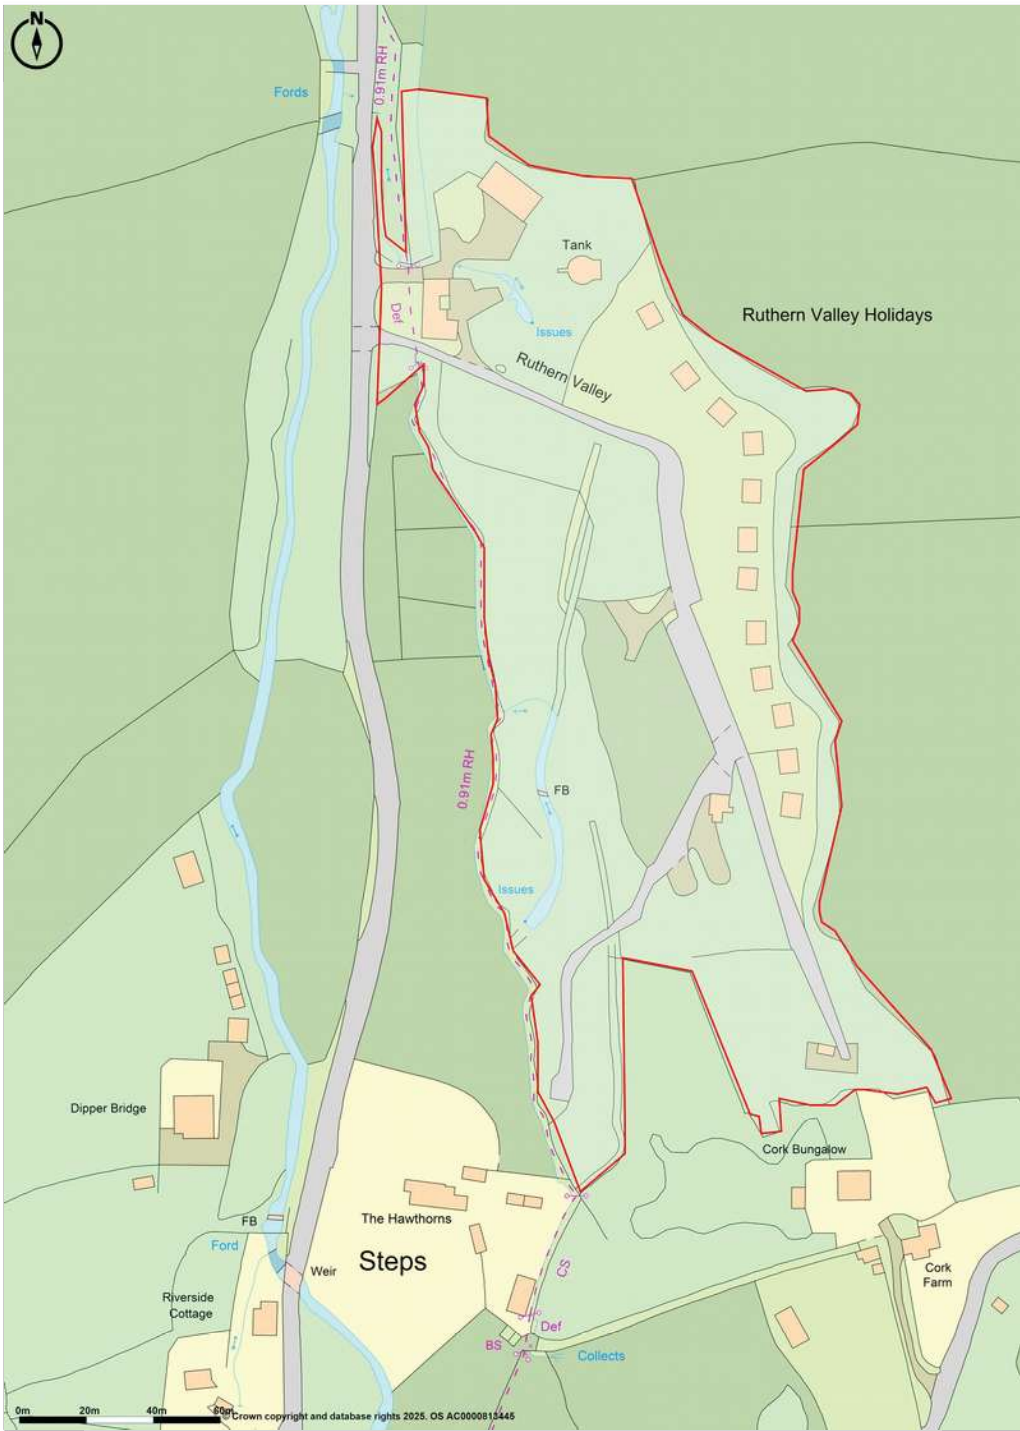 N
0.91m RH
Fords
Tank
Def
Issues
Ruthern Valley Holidays
Ruthern Valley
0.91m RH
FB
Issues
Dipper Bridge
Cork Bungalow
FB
The Hawthorns
Ford
Steps
CS
Weir
Cork
Farm
Riverside
Cottage
Def
BS
Collects
0m 20m 40m 60m
© Crown copyright and database rights 2025. OS AC0000813445